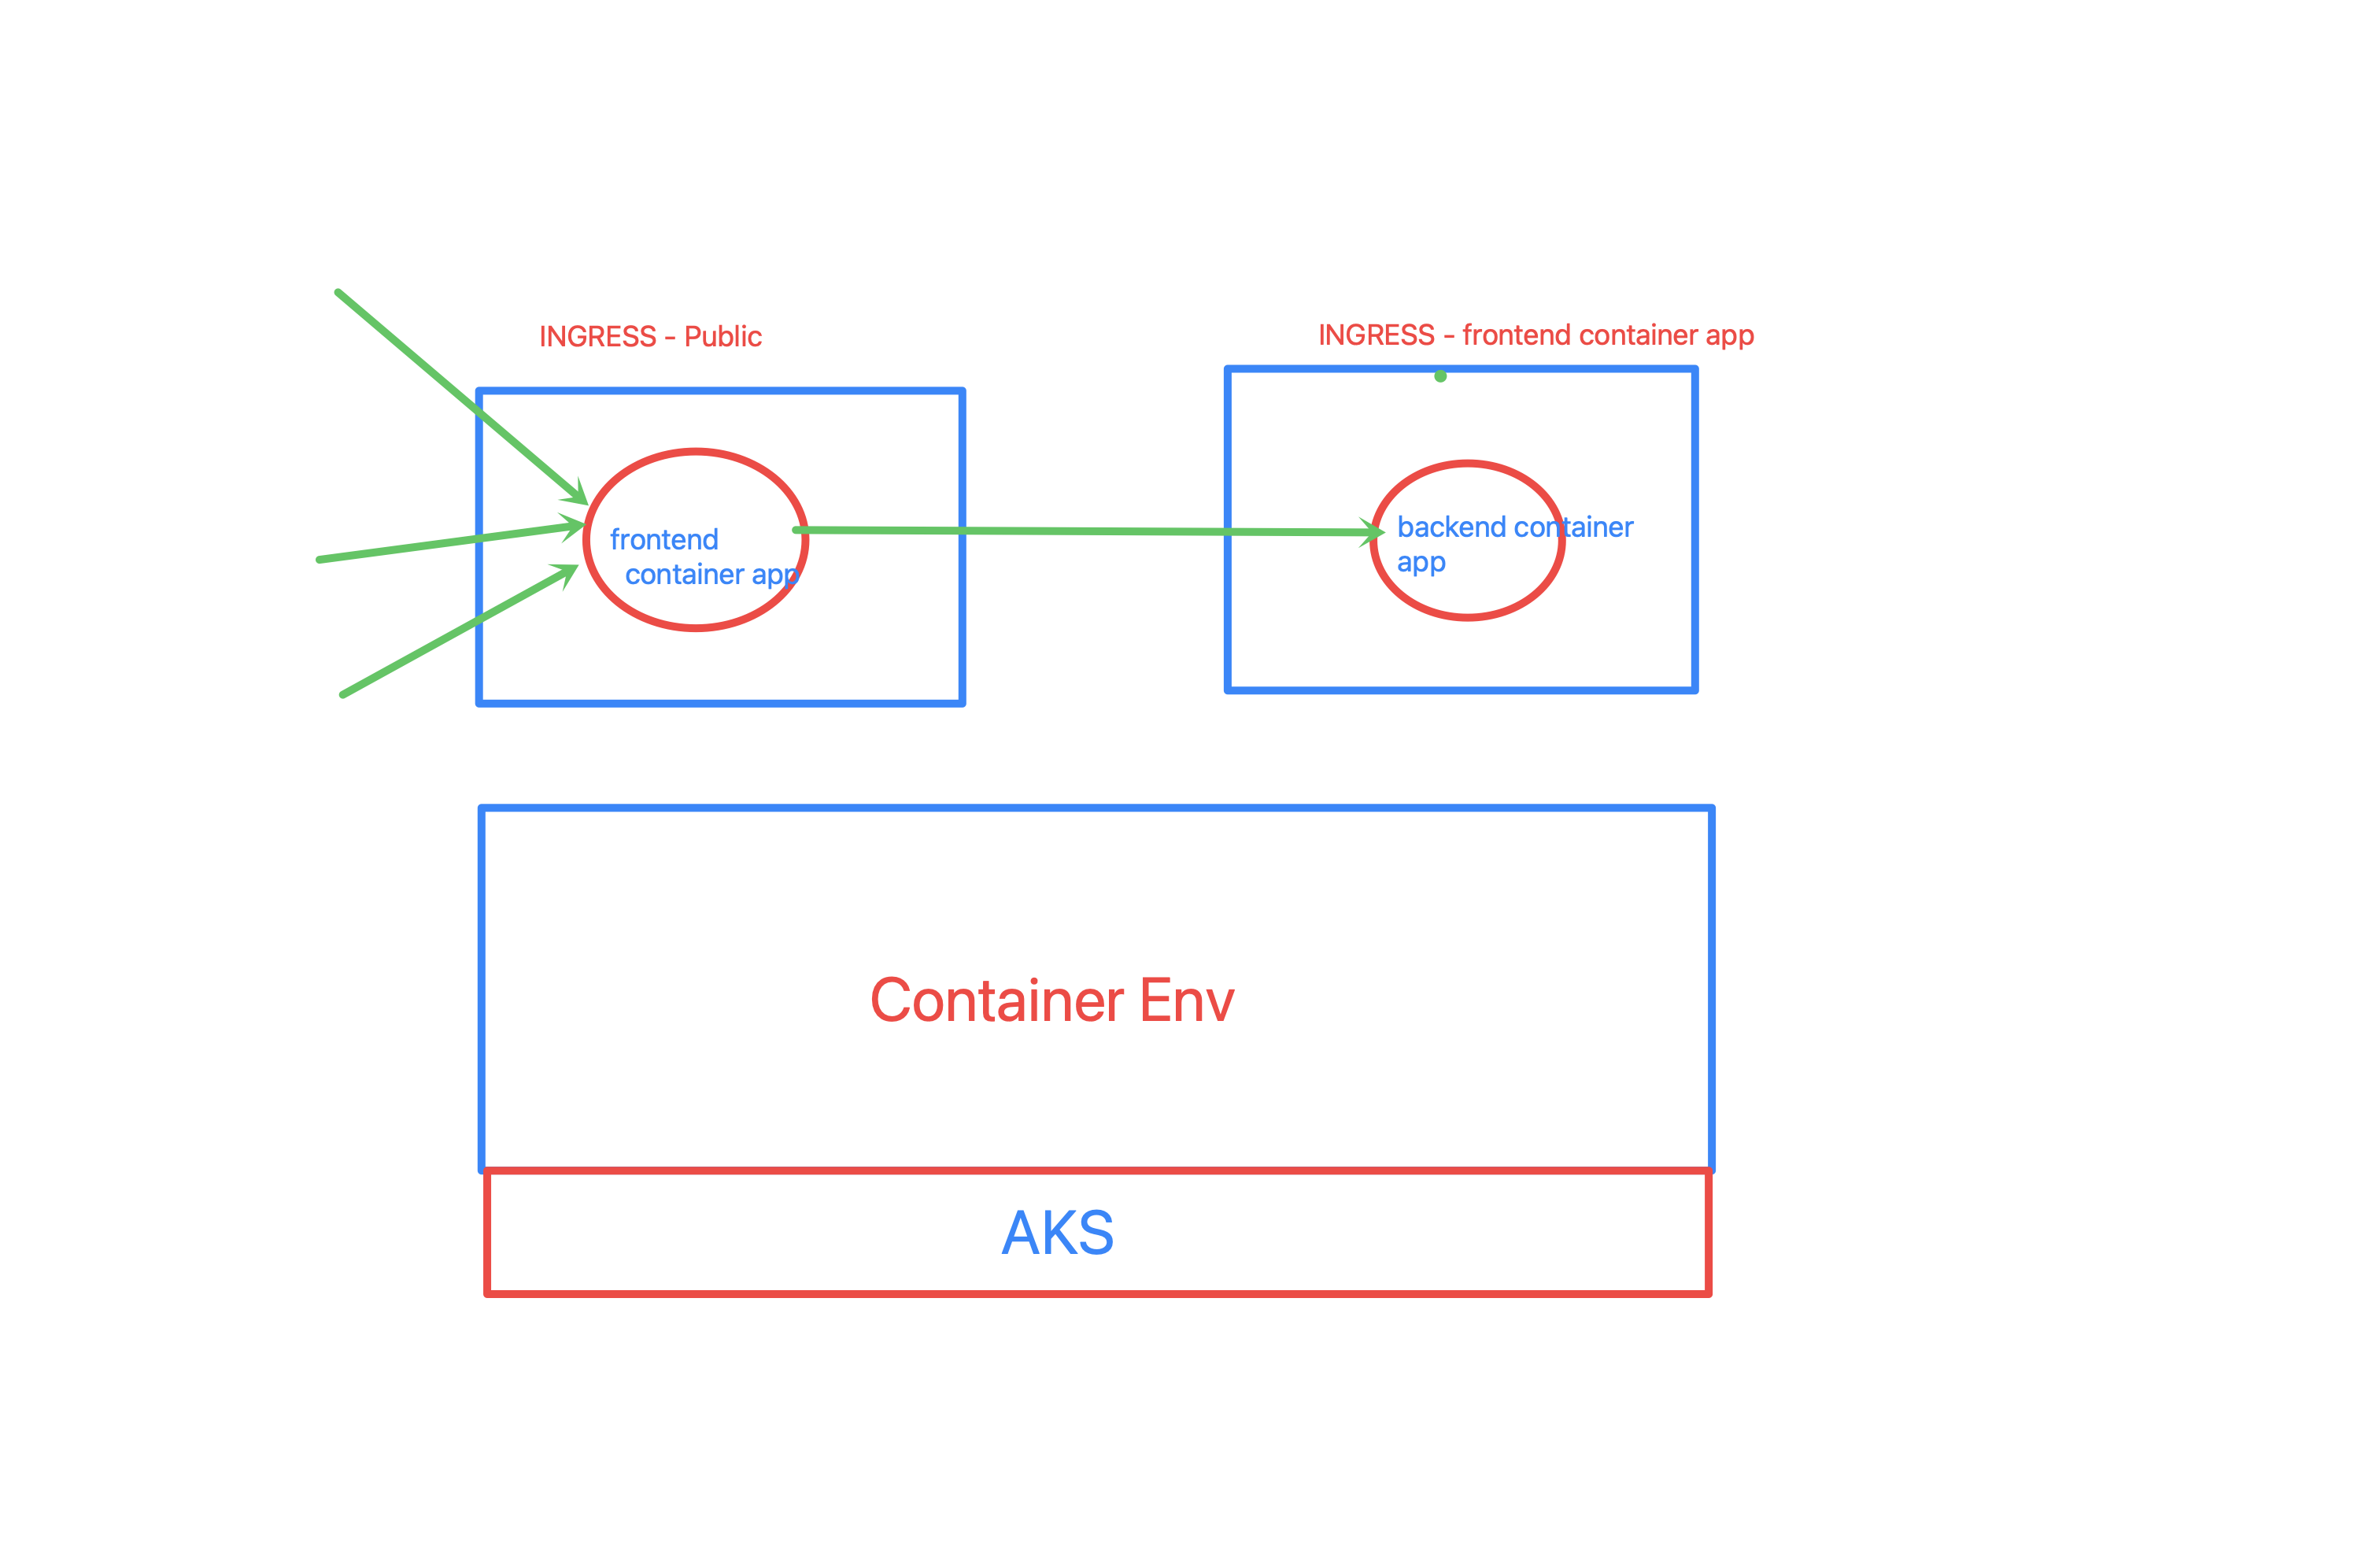 INGRESS - Public
INGRESS - frontend container app
frontend
container app
backend container
app
Container Env
AKS